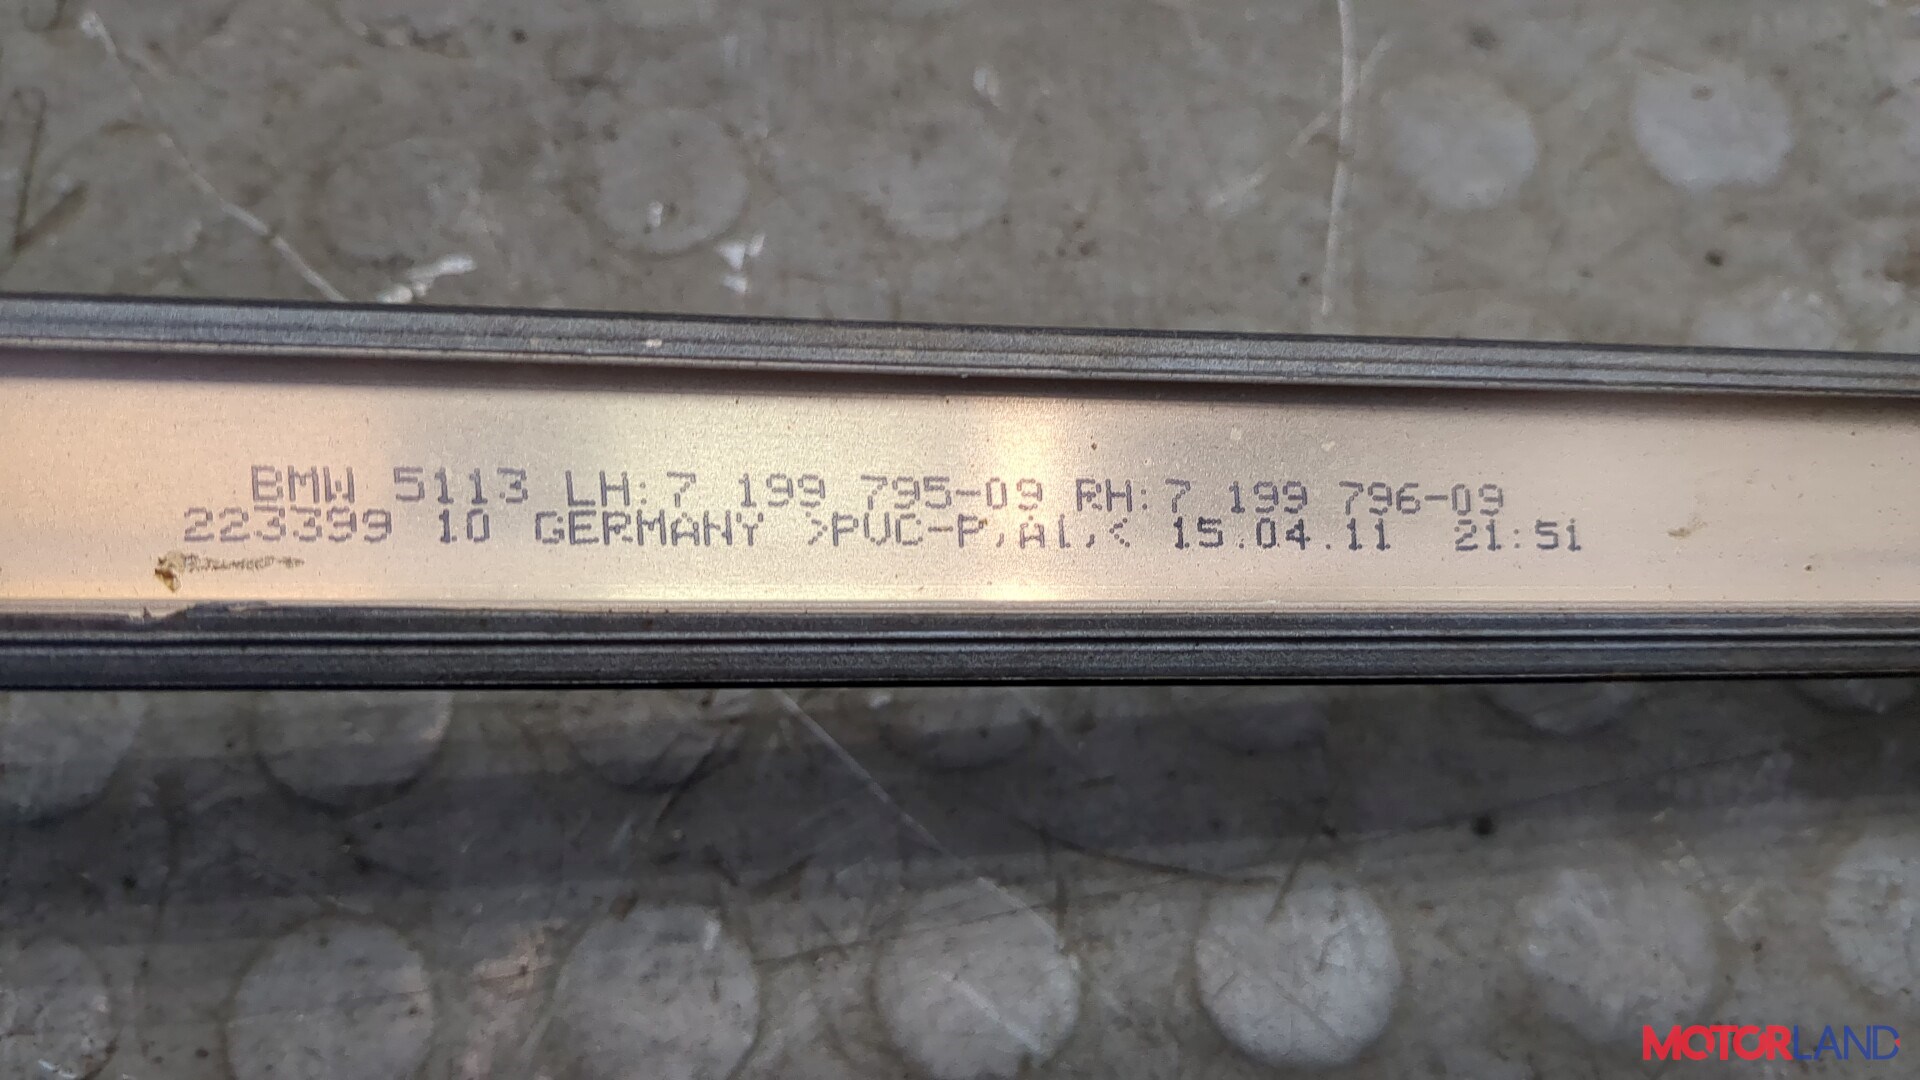 BMW 5113 LH:7 199 795-09 RH:7 199 796-09
223399 10 GERMANY >PVC-P,Al,< 15.04.11 21:51
MOTORLAND